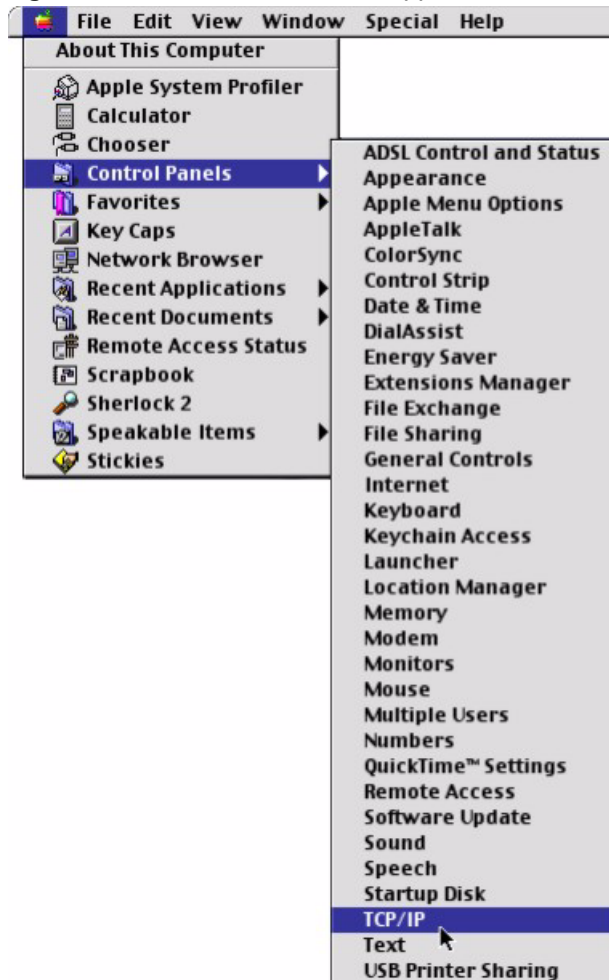 File Edit View Window Special Help
About This Computer
Apple System Profiler
Calculator
Chooser
Control Panels
Favorites
Key Caps
Network Browser
Recent Applications
Recent Documents
Remote Access Status
Scrapbook
Sherlock 2
Speakable Items
Stickies
ADSL Control and Status
Appearance
Apple Menu Options
AppleTalk
ColorSync
Control Strip
Date & Time
DialAssist
Energy Saver
Extensions Manager
File Exchange
File Sharing
General Controls
Internet
Keyboard
Keychain Access
Launcher
Location Manager
Memory
Modem
Monitors
Mouse
Multiple Users
Numbers
QuickTime™ Settings
Remote Access
Software Update
Sound
Speech
Startup Disk
TCP/IP
Text
USB Printer Sharing